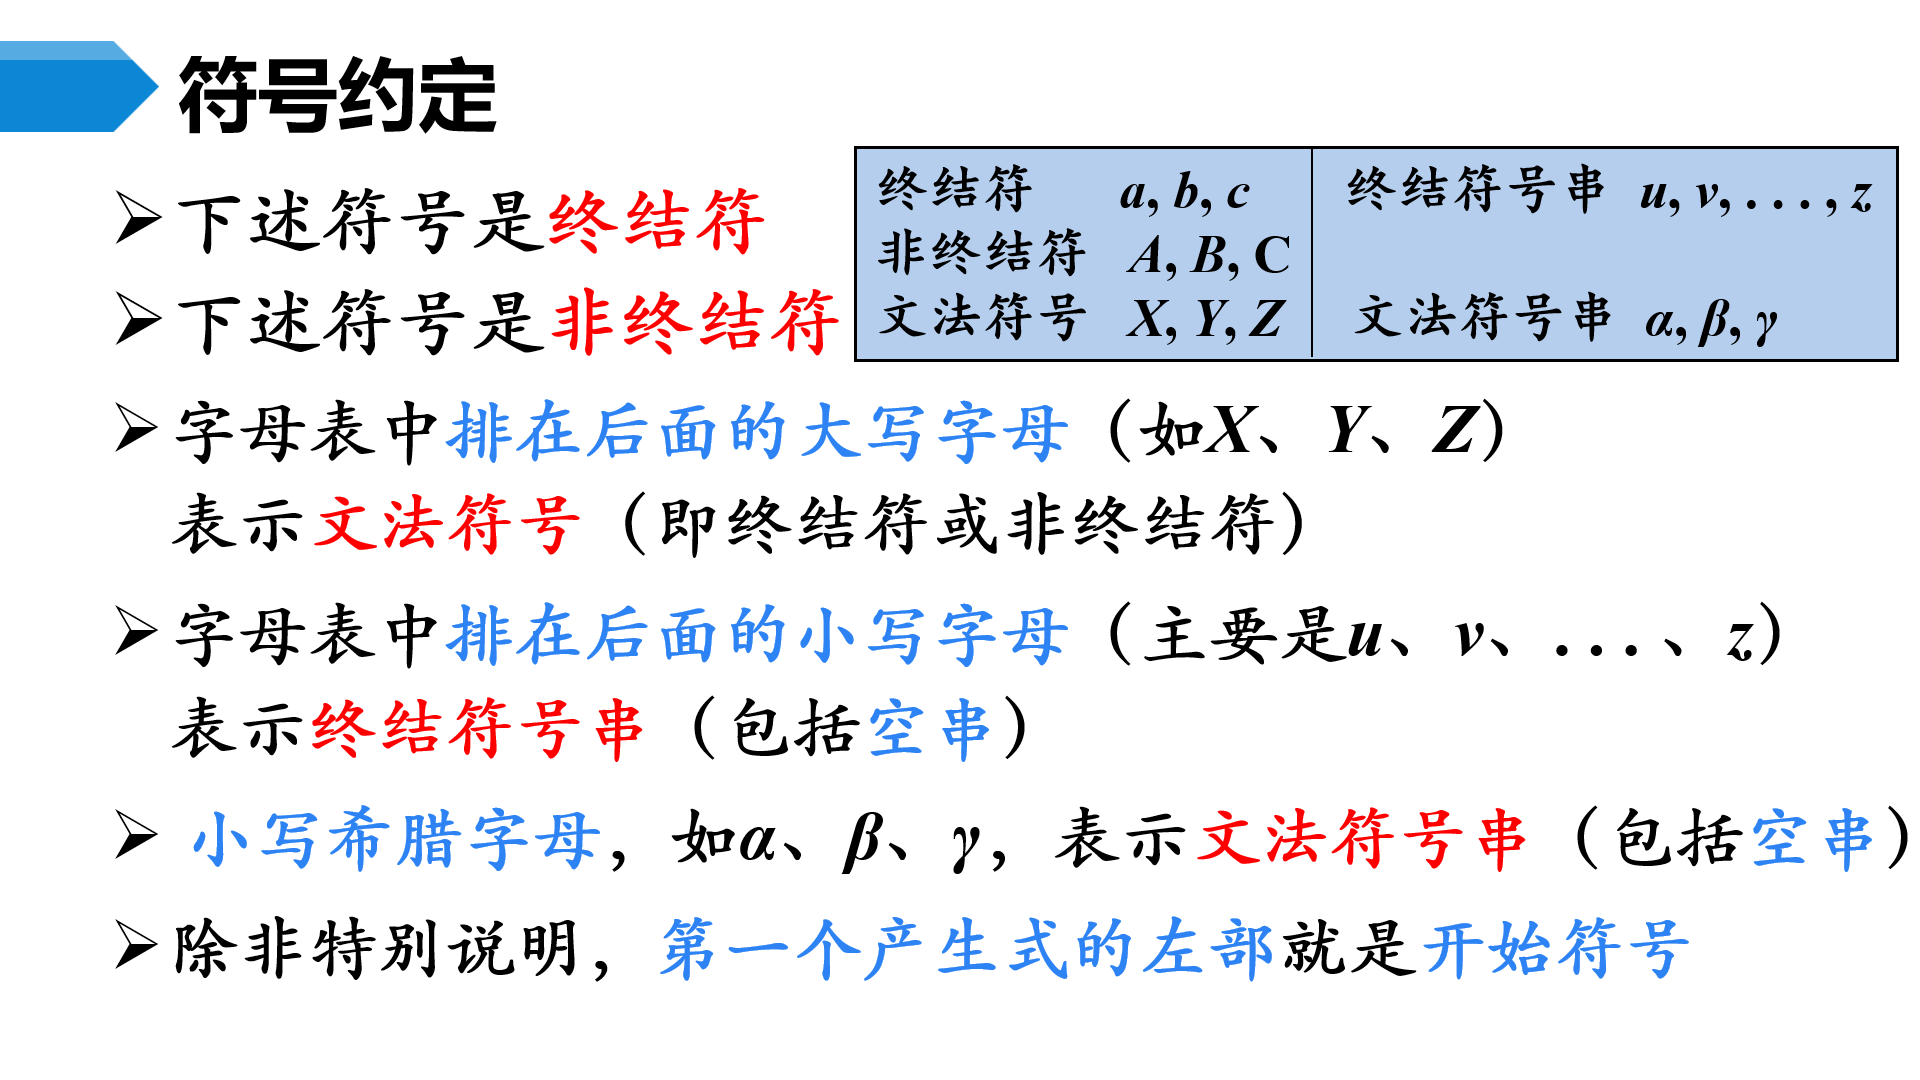 符号约定
终结符 a, b, c 终结符号串 u, v, . . . , z
非终结符 A, B, C
文法符号 X, Y, Z 文法符号串 α, β, γ
➢下述符号是终结符
➢下述符号是非终结符
➢字母表中排在后面的大写字母（如X、Y、Z）
表示文法符号（即终结符或非终结符）
➢字母表中排在后面的小写字母（主要是u、v、. . . 、z）
表示终结符号串（包括空串）
➢ 小写希腊字母，如α、β、γ，表示文法符号串（包括空串）
➢除非特别说明，第一个产生式的左部就是开始符号